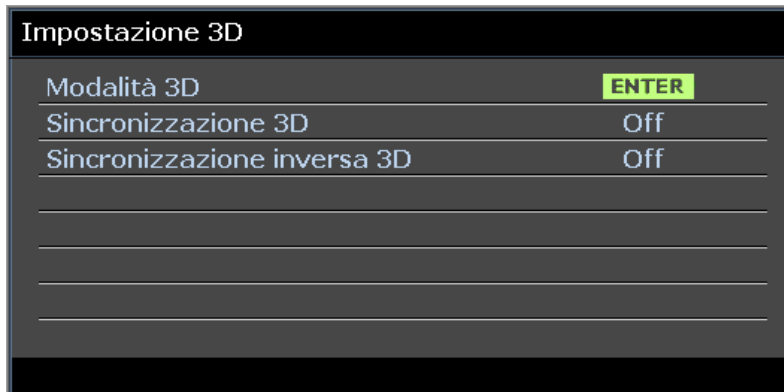 Impostazione 3D
Modalità 3D ENTER
Sincronizzazione 3D Off
Sincronizzazione inversa 3D Off